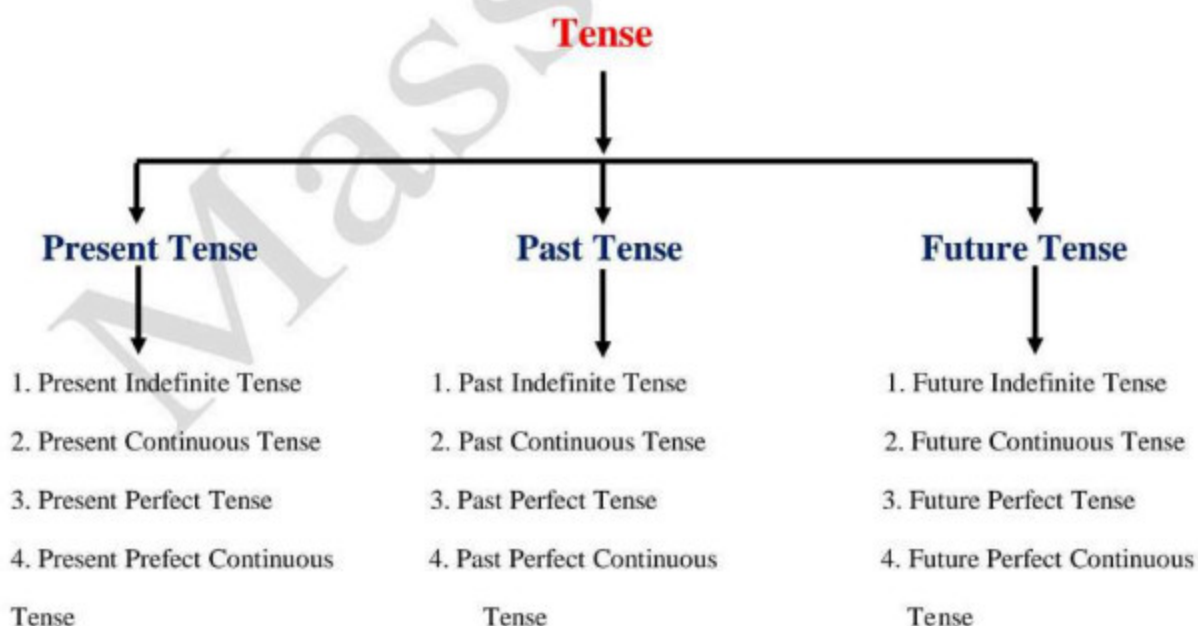 Tense
Present Tense
Past Tense
Future Tense
1. Present Indefinite Tense
2. Present Continuous Tense
3. Present Perfect Tense
4. Present Prefect Continuous
Tense
1. Past Indefinite Tense
2. Past Continuous Tense
3. Past Perfect Tense
4. Past Perfect Continuous
Tense
1. Future Indefinite Tense
2. Future Continuous Tense
3. Future Perfect Tense
4. Future Perfect Continuous
Tense